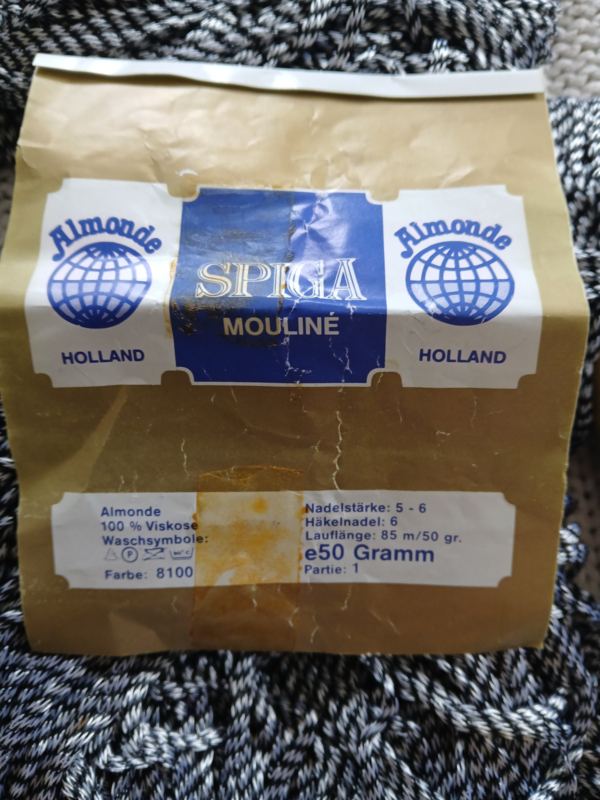 Almonde
HOLLAND
SPIGA
MOULINÉ
Almonde
HOLLAND
Almonde
100 % Viskose
Waschsymbole:
P
Farbe: 8100
Nadelstärke: 5 - 6
Häkelnadel: 6
Lauflänge: 85 m/50 gr.
e50 Gramm
Partie: 1